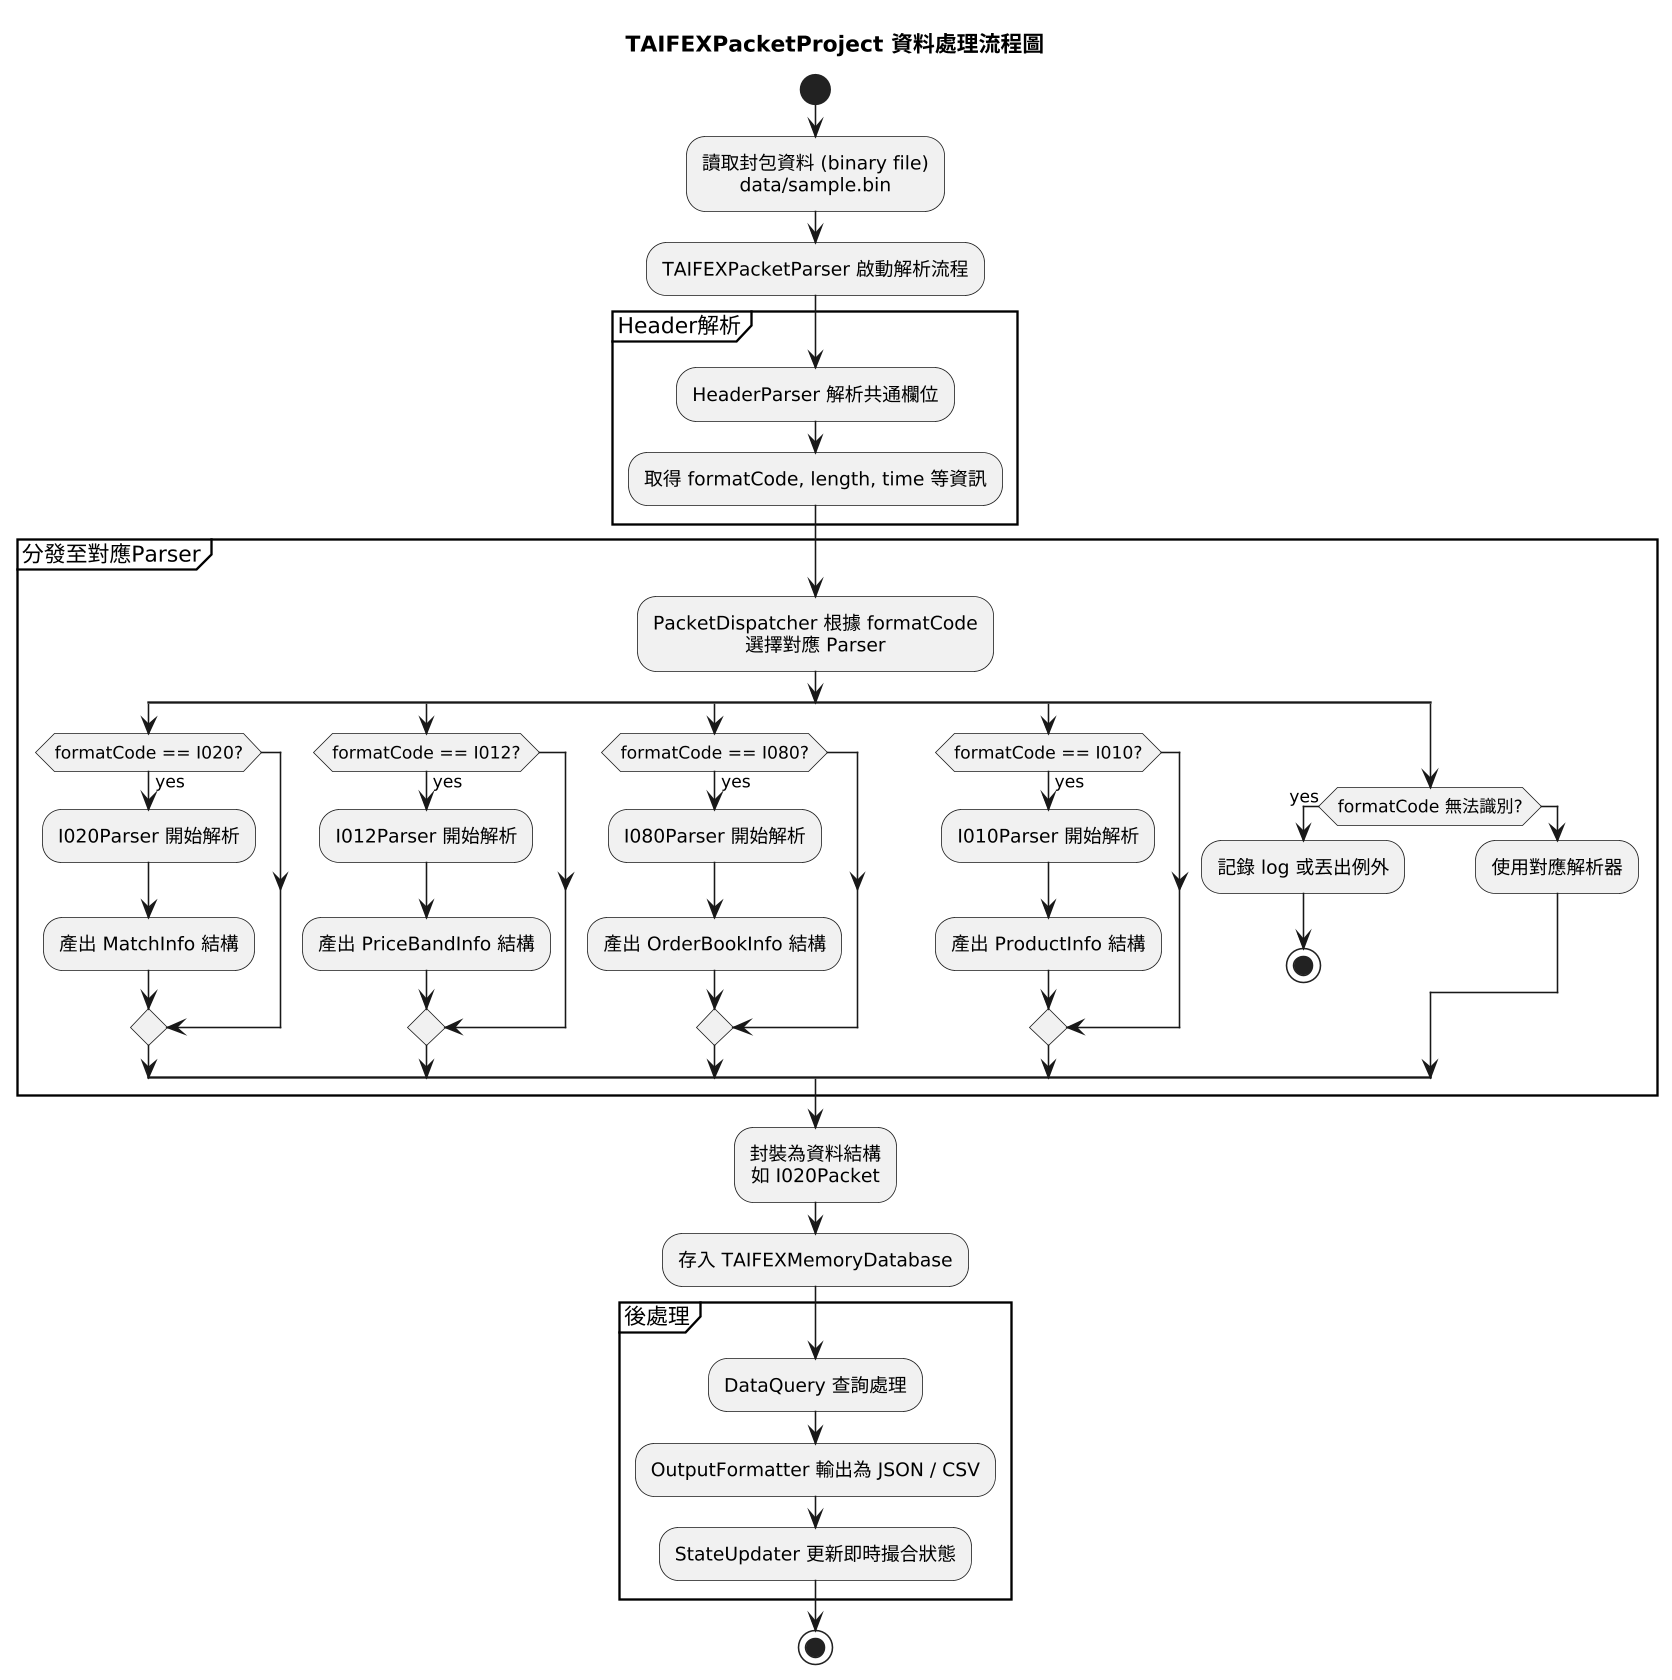 TAIFEXPacketProject 資料處理流程圖
讀取封包資料 (binary file)
data/sample.bin
TAIFEXPacketParser 啟動解析流程
Header解析
HeaderParser 解析共通欄位
取得 formatCode, length, time 等資訊
分發至對應Parser
PacketDispatcher 根據 formatCode
選擇對應 Parser
formatCode == I020?
yes
I020Parser 開始解析
產出 MatchInfo 結構
formatCode == I012?
yes
I012Parser 開始解析
產出 PriceBandInfo 結構
formatCode == I080?
yes
I080Parser 開始解析
產出 OrderBookInfo 結構
formatCode == I010?
yes
I010Parser 開始解析
產出 ProductInfo 結構
formatCode 無法識別?
yes
記錄 log 或丟出例外
使用對應解析器
封裝為資料結構
如 I020Packet
存入 TAIFEXMemoryDatabase
後處理
DataQuery 查詢處理
OutputFormatter 輸出為 JSON / CSV
StateUpdater 更新即時撮合狀態